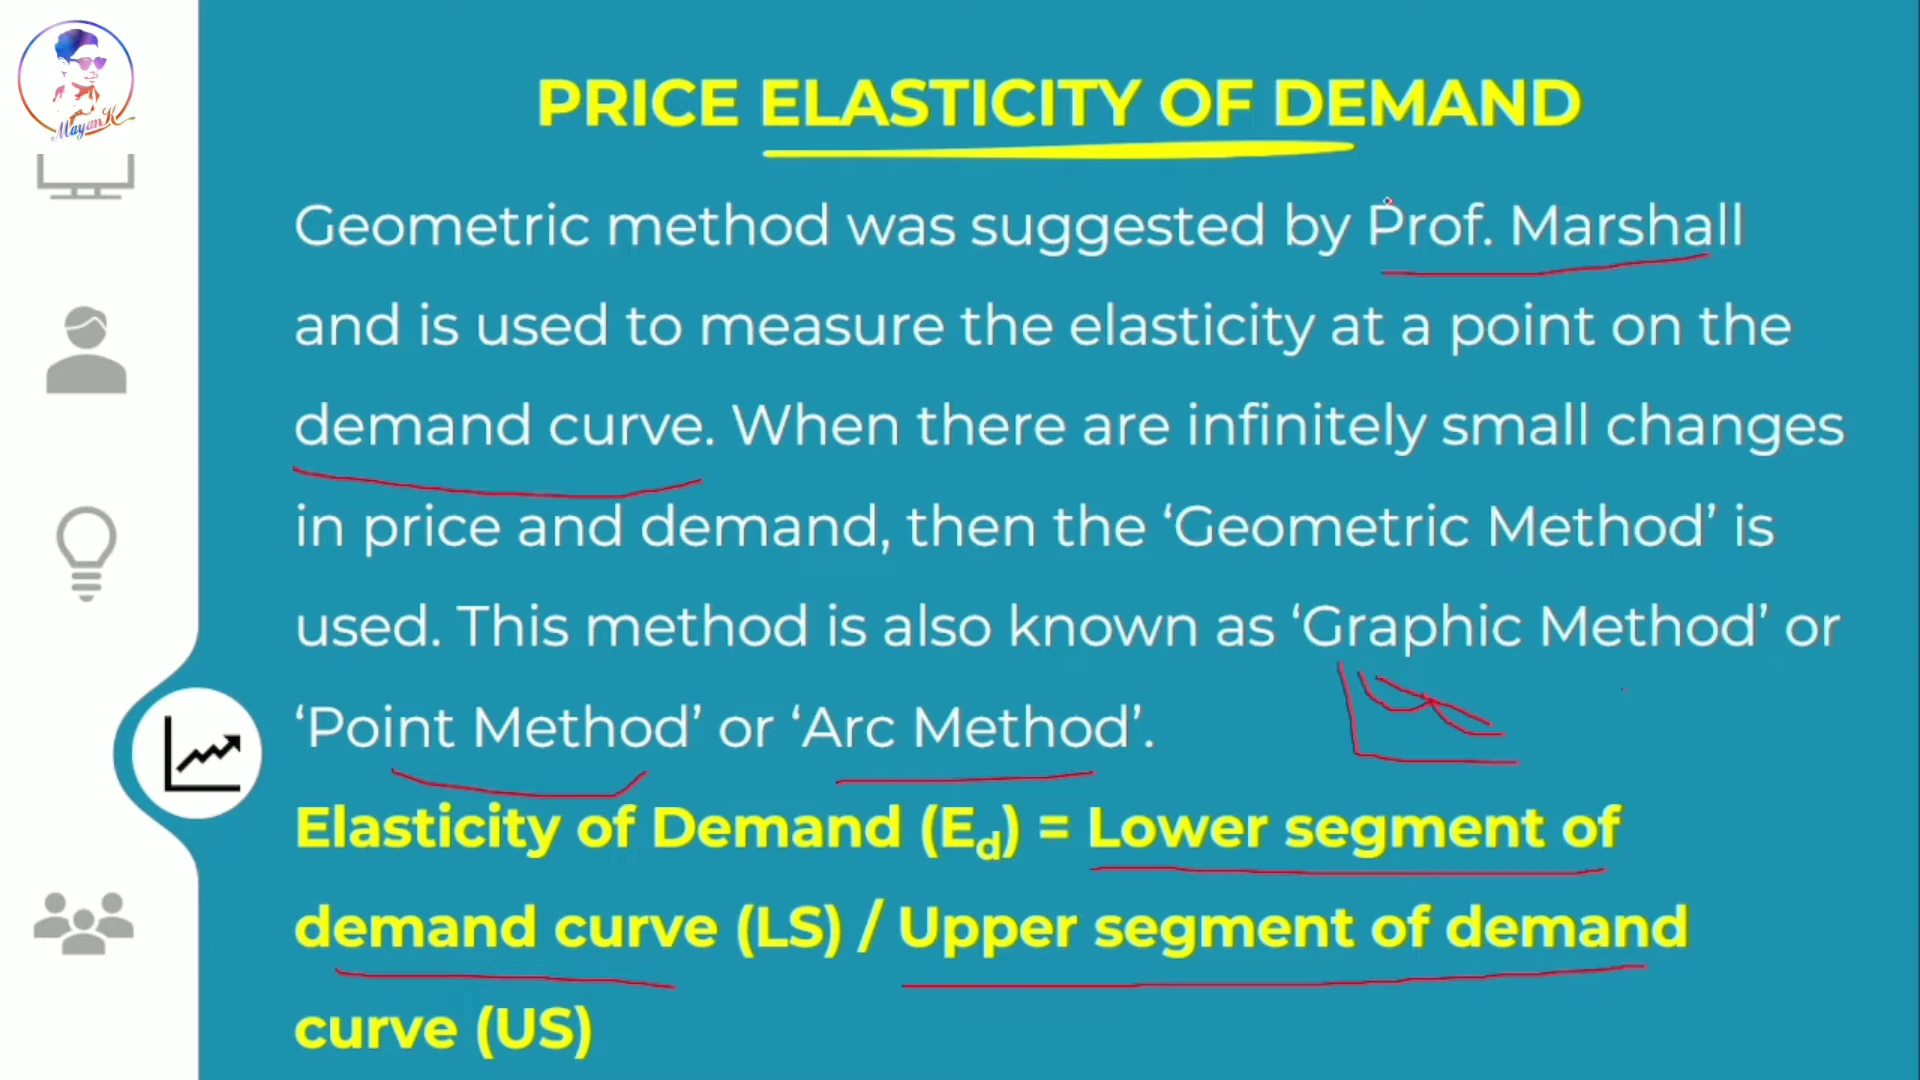 MayanK
PRICE ELASTICITY OF DEMAND
Geometric method was suggested by Prof. Marshall
and is used to measure the elasticity at a point on the
demand curve. When there are infinitely small changes
in price and demand, then the ‘Geometric Method’ is
used. This method is also known as ‘Graphic Method’ or
‘Point Method’ or ‘Arc Method’.
Elasticity of Demand (Ed) = Lower segment of
demand curve (LS) / Upper segment of demand
curve (US)